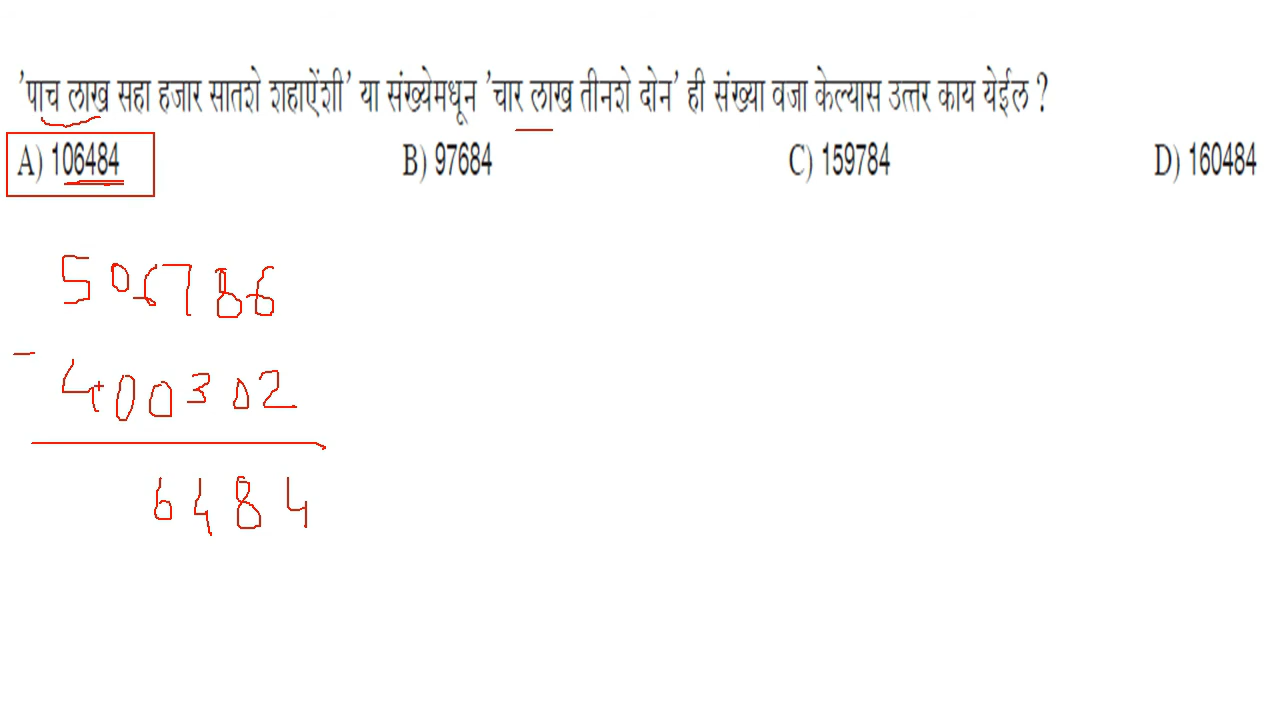 'पाच लाख सहा हजार सातशे शहाऐंशी' या संख्येमधून 'चार लाख तीनशे दोन' ही संख्या वजा केल्यास उत्तर काय येईल ?
A) 106484 B) 97684 C) 159784 D) 160484
506786
- 400302
6484